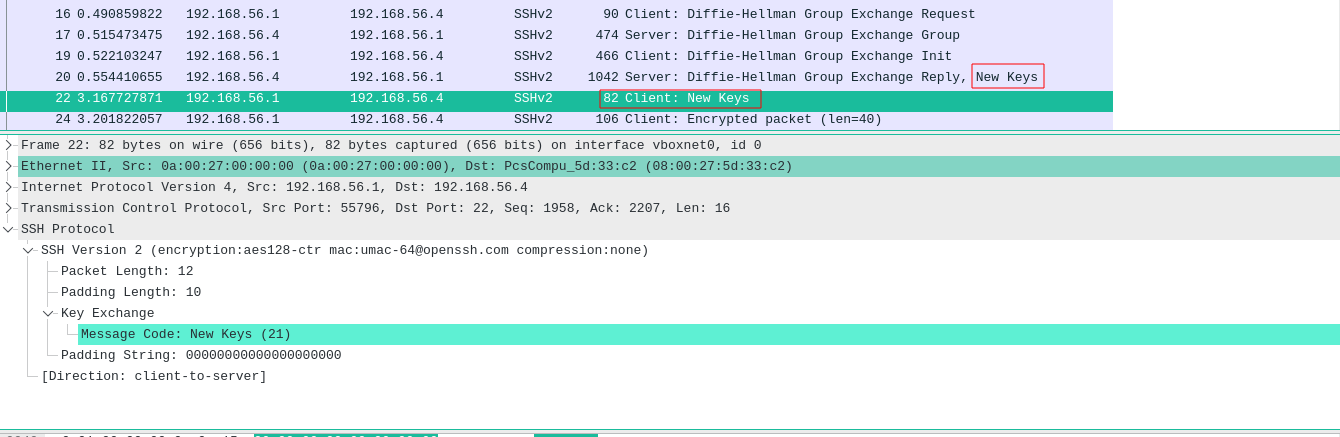 16 0.490859822 192.168.56.1 192.168.56.4 SSHv2 90 Client: Diffie-Hellman Group Exchange Request
17 0.515473475 192.168.56.4 192.168.56.1 SSHv2 474 Server: Diffie-Hellman Group Exchange Group
19 0.522103247 192.168.56.1 192.168.56.4 SSHv2 466 Client: Diffie-Hellman Group Exchange Init
20 0.554410655 192.168.56.4 192.168.56.1 SSHv2 1042 Server: Diffie-Hellman Group Exchange Reply, New Keys
22 3.167727871 192.168.56.1 192.168.56.4 SSHv2 82 Client: New Keys
24 3.201822057 192.168.56.1 192.168.56.4 SSHv2 106 Client: Encrypted packet (len=40)
Frame 22: 82 bytes on wire (656 bits), 82 bytes captured (656 bits) on interface vboxnet0, id 0
Ethernet II, Src: 0a:00:27:00:00:00 (0a:00:27:00:00:00), Dst: PcsCompu_5d:33:c2 (08:00:27:5d:33:c2)
Internet Protocol Version 4, Src: 192.168.56.1, Dst: 192.168.56.4
Transmission Control Protocol, Src Port: 55796, Dst Port: 22, Seq: 1958, Ack: 2207, Len: 16
SSH Protocol
SSH Version 2 (encryption:aes128-ctr mac:umac-64@openssh.com compression:none)
Packet Length: 12
Padding Length: 10
Key Exchange
Message Code: New Keys (21)
Padding String: 00000000000000000000
[Direction: client-to-server]